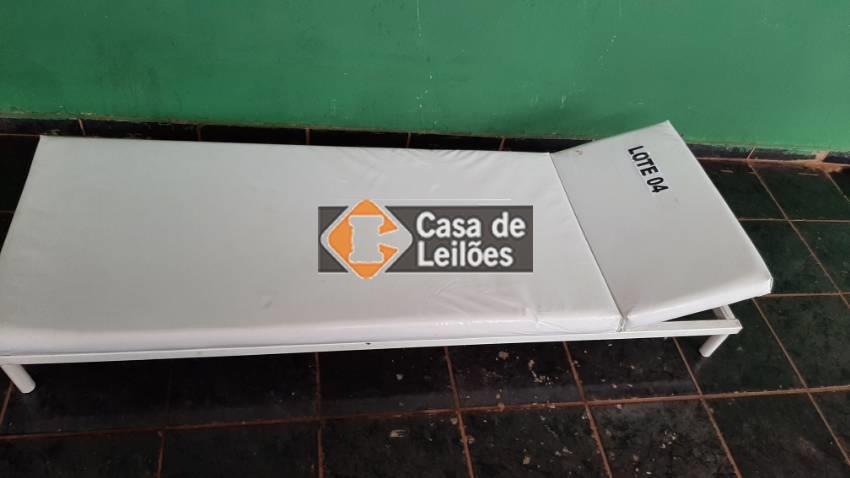 LOTE 04
Casa de
Leilões